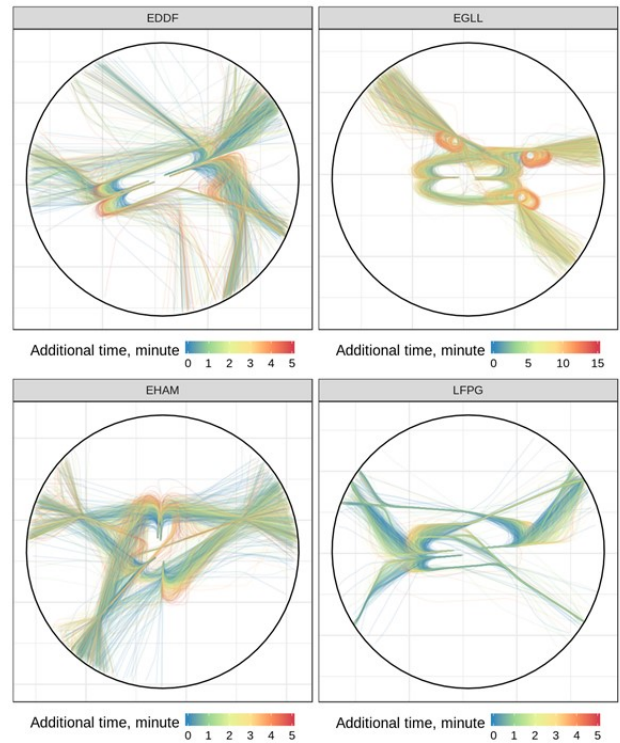 EDDF
EGLL
Additional time, minute
0 1 2 3 4 5
Additional time, minute
0 5 10 15
EHAM
LFPG
Additional time, minute
0 1 2 3 4 5
Additional time, minute
0 1 2 3 4 5